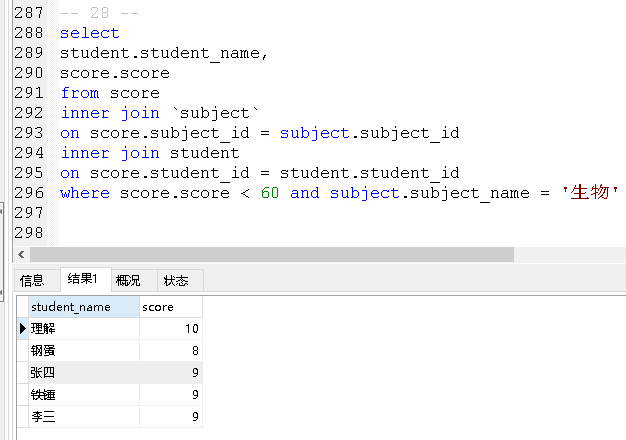 287 -- 28 --
288 select
289 student.student_name,
290 score.score
291 from score
292 inner join `subject`
293 on score.subject_id = subject.subject_id
294 inner join student
295 on score.student_id = student.student_id
296 where score.score < 60 and subject.subject_name = '生物'
297
298
信息 结果1 概况 状态
student_name score
理解 10
钢蛋 8
张四 9
铁锤 9
李三 9